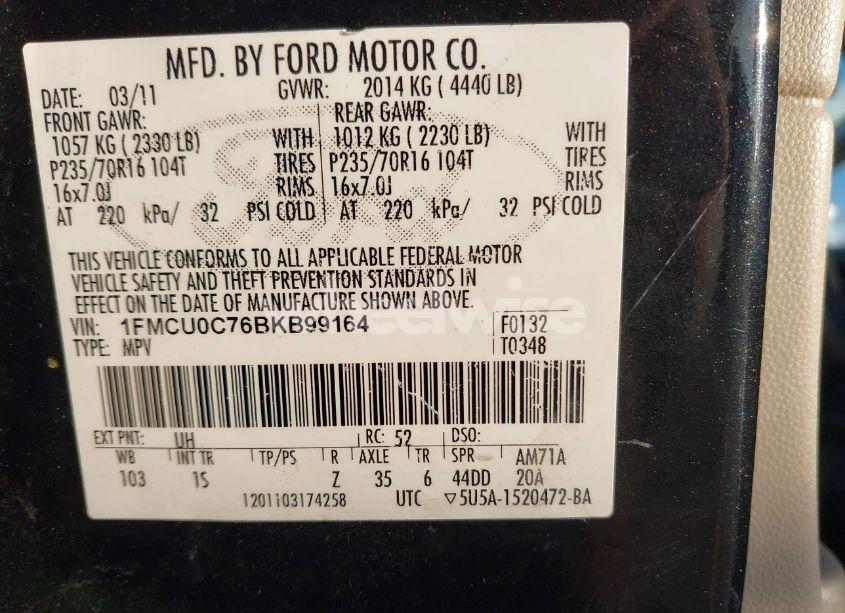 MFD. BY FORD MOTOR CO.
DATE: 03/11 GVWR: 2014 KG ( 4440 LB)
FRONT GAWR: REAR GAWR:
1057 KG ( 2330 LB) WITH 1012 KG ( 2230 LB) WITH
P235/70R16 104T TIRES P235/70R16 104T TIRES
16x7.0J RIMS 16x7.0J RIMS
AT 220 kPa/ 32 PSI COLD AT 220 kPa/ 32 PSI COLD
THIS VEHICLE CONFORMS TO ALL APPLICABLE FEDERAL MOTOR
VEHICLE SAFETY AND THEFT PREVENTION STANDARDS IN
EFFECT ON THE DATE OF MANUFACTURE SHOWN ABOVE.
VIN: 1FMCU0C76BKB99164 F0132
TYPE: MPV T0348
EXT PNT: UH RC: 52 DSO:
WB INT TR TP/PS R AXLE TR SPR AM71A
103 1S Z 35 6 44DD 20A
1201103174258 UTC ▽5U5A-1520472-BA